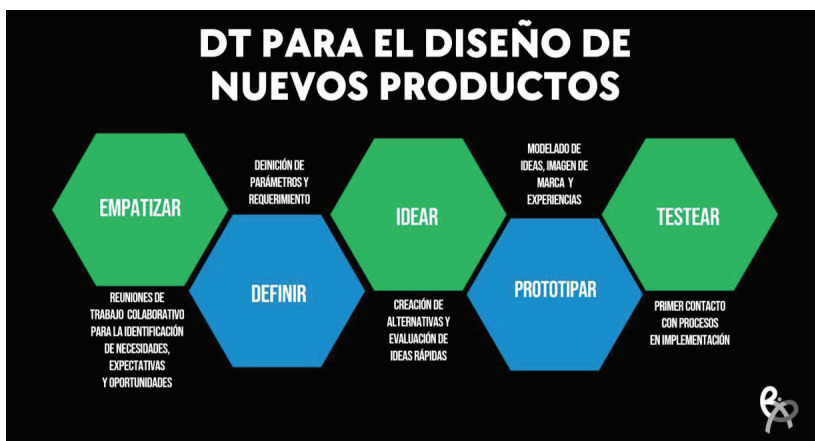 DT PARA EL DISEÑO DE
NUEVOS PRODUCTOS
EMPATIZAR
REUNIONES DE
TRABAJO COLABORATIVO
PARA LA IDENTIFICACIÓN
DE NECESIDADES,
EXPECTATIVAS
Y OPORTUNIDADES
DEINICIÓN DE
PARÁMETROS Y
REQUERIMIENTO
DEFINIR
IDEAR
CREACIÓN DE
ALTERNATIVAS Y
EVALUACIÓN DE
IDEAS RÁPIDAS
MODELADO DE
IDEAS, IMAGEN DE
MARCA Y
EXPERIENCIAS
PROTOTIPAR
TESTEAR
PRIMER CONTACTO
CON PROCESOS
EN IMPLEMENTACIÓN